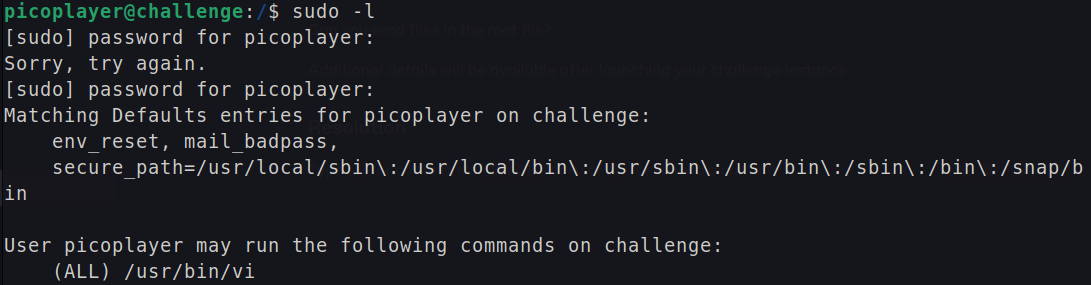 picoplayer@challenge:/$ sudo -l
[sudo] password for picoplayer:
Sorry, try again.
[sudo] password for picoplayer:
Matching Defaults entries for picoplayer on challenge:
    env_reset, mail_badpass,
    secure_path=/usr/local/sbin\:/usr/local/bin\:/usr/sbin\:/usr/bin\:/sbin\:/bin\:/snap/b
in
User picoplayer may run the following commands on challenge:
    (ALL) /usr/bin/vi